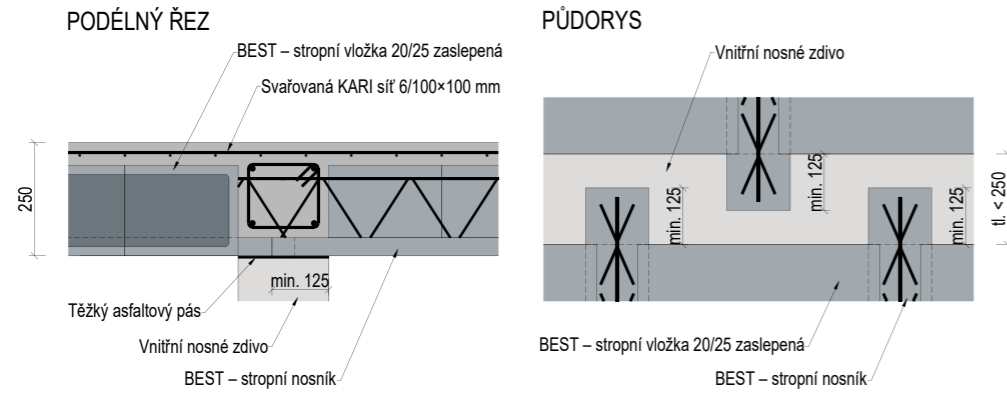 PODÉLNÝ ŘEZ
BEST – stropní vložka 20/25 zaslepená
Svařovaná KARI síť 6/100×100 mm
250
min. 125
Těžký asfaltový pás
Vnitřní nosné zdivo
BEST – stropní nosník
PŮDORYS
Vnitřní nosné zdivo
min. 125
min. 125
min. 125
tl. < 250
BEST – stropní vložka 20/25 zaslepená
BEST – stropní nosník